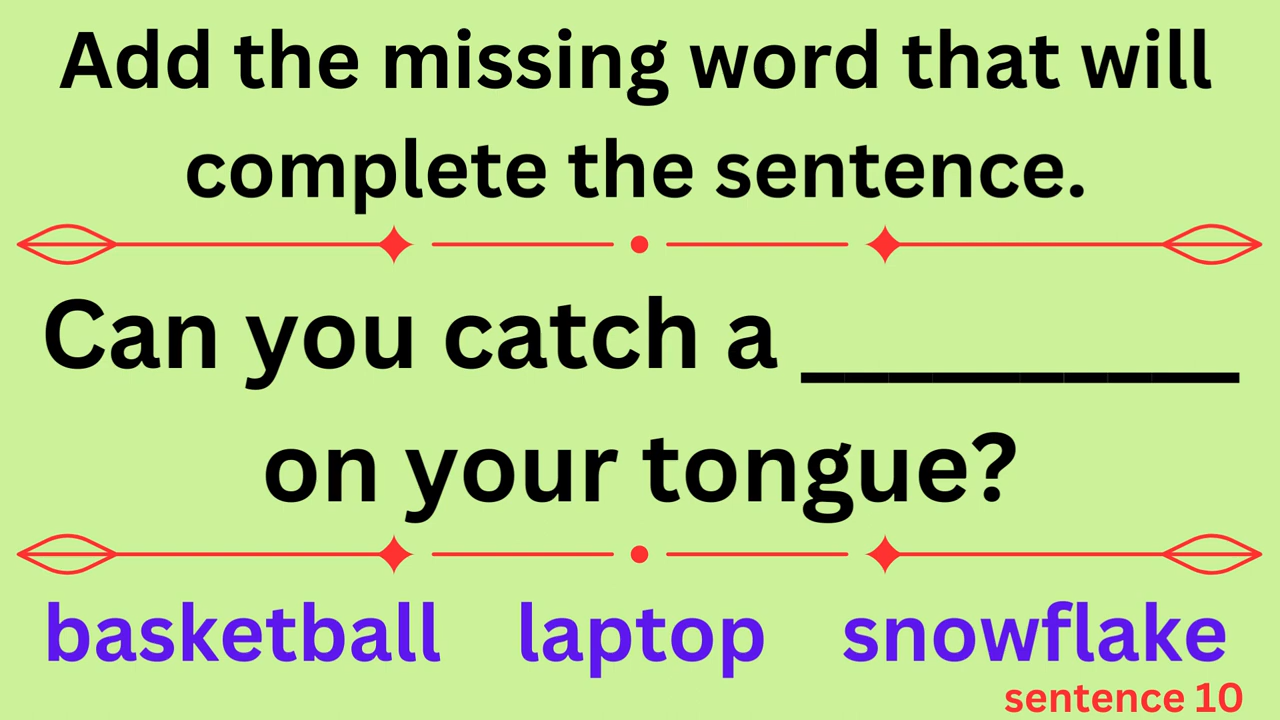 Add the missing word that will
complete the sentence.
Can you catch a __________
on your tongue?
basketball laptop snowflake
sentence 10